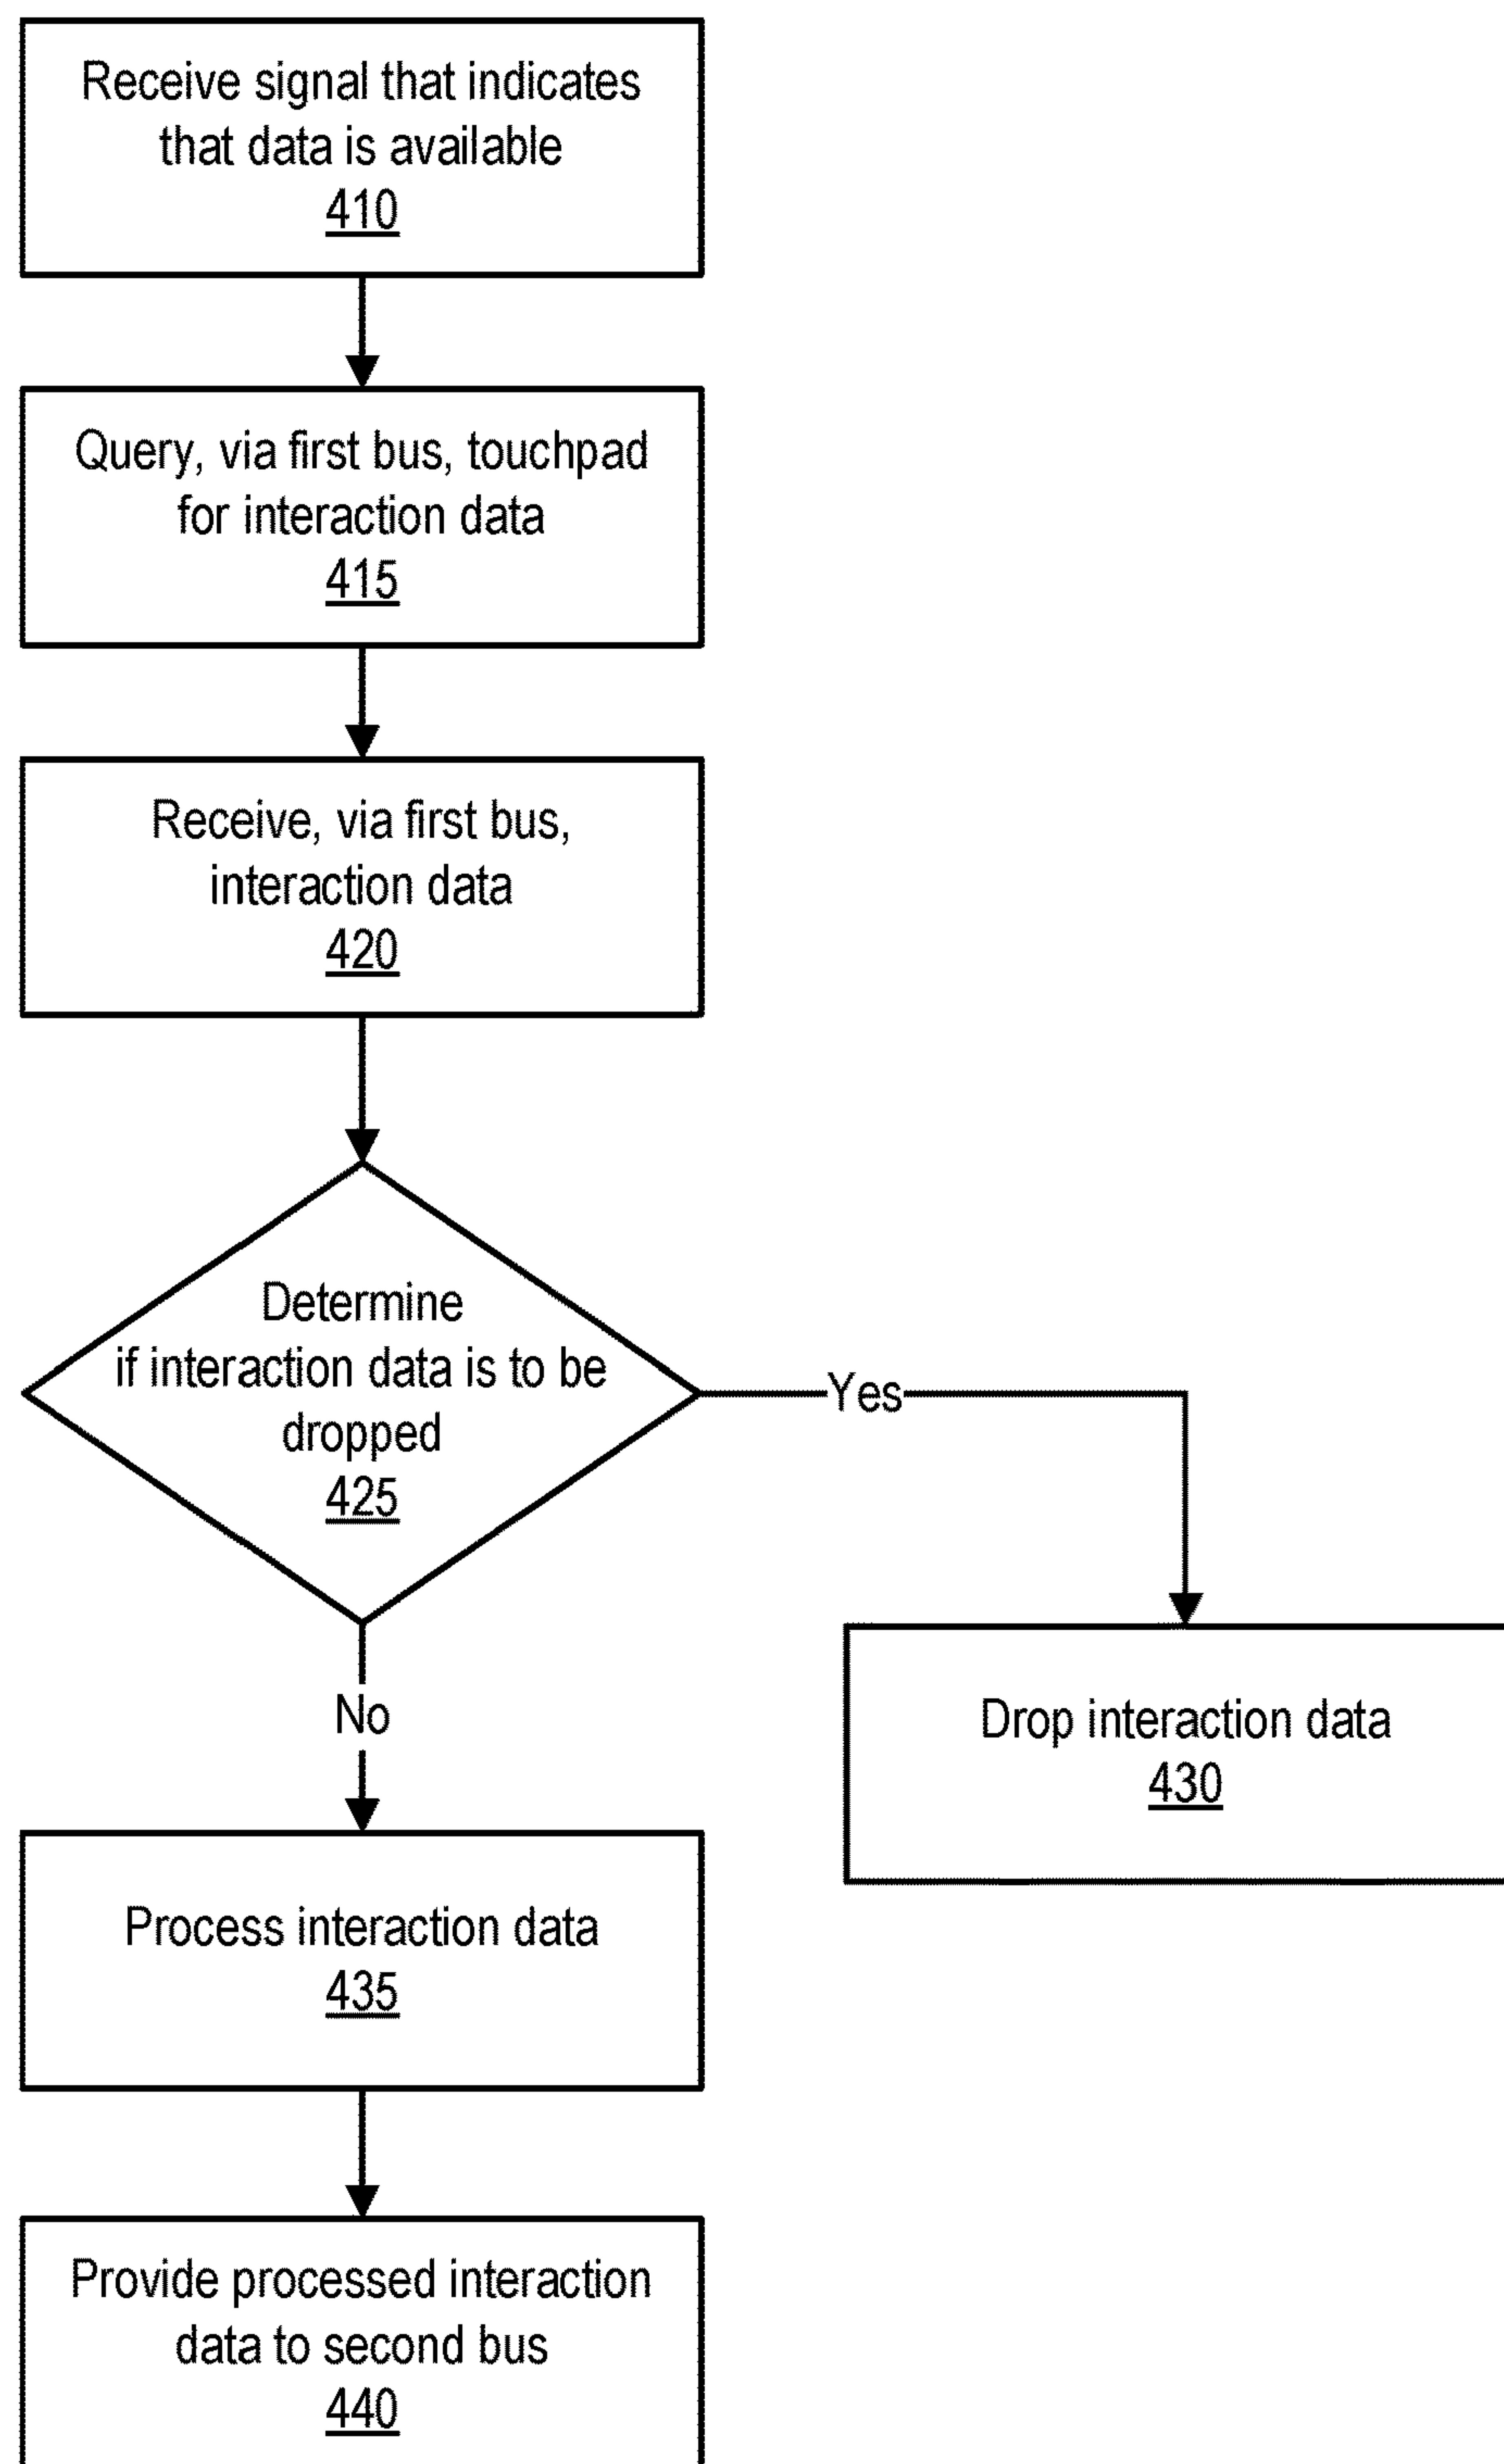 Receive signal that indicates
that data is available
410
Query, via first bus, touchpad
for interaction data
415
Receive, via first bus,
interaction data
420
Determine
if interaction data is to be
dropped
425
Yes
No
Drop interaction data
430
Process interaction data
435
Provide processed interaction
data to second bus
440